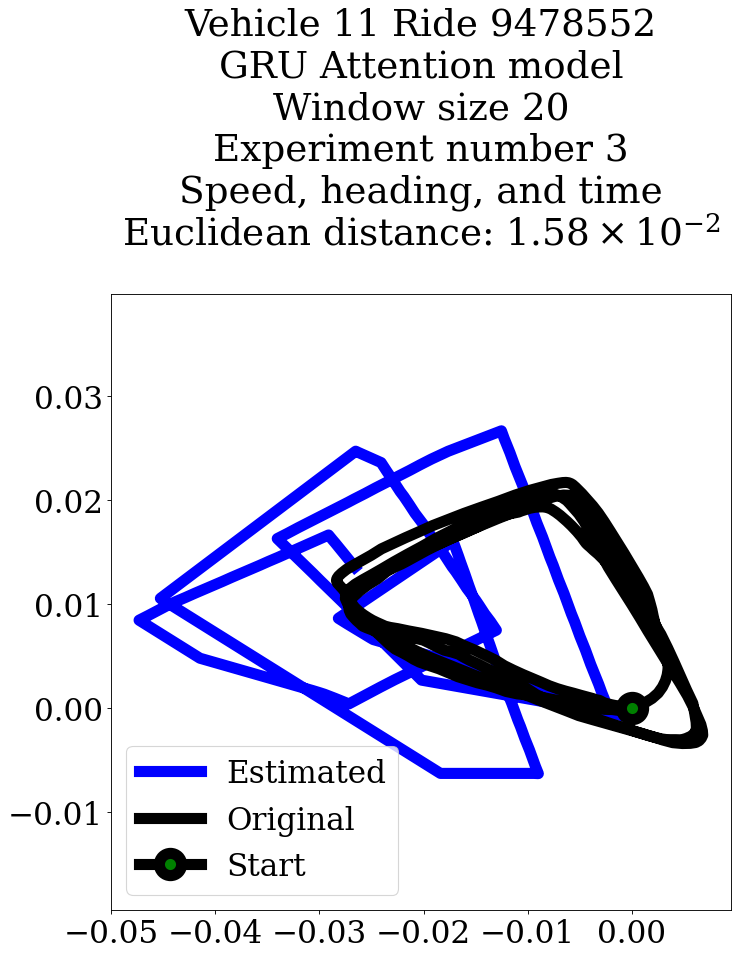 Vehicle 11 Ride 9478552
GRU Attention model
Window size 20
Experiment number 3
Speed, heading, and time
Euclidean distance: 1.58 × 10⁻²
0.03
0.02
0.01
0.00
−0.01
Estimated
Original
Start
−0.05 −0.04 −0.03 −0.02 −0.01 0.00